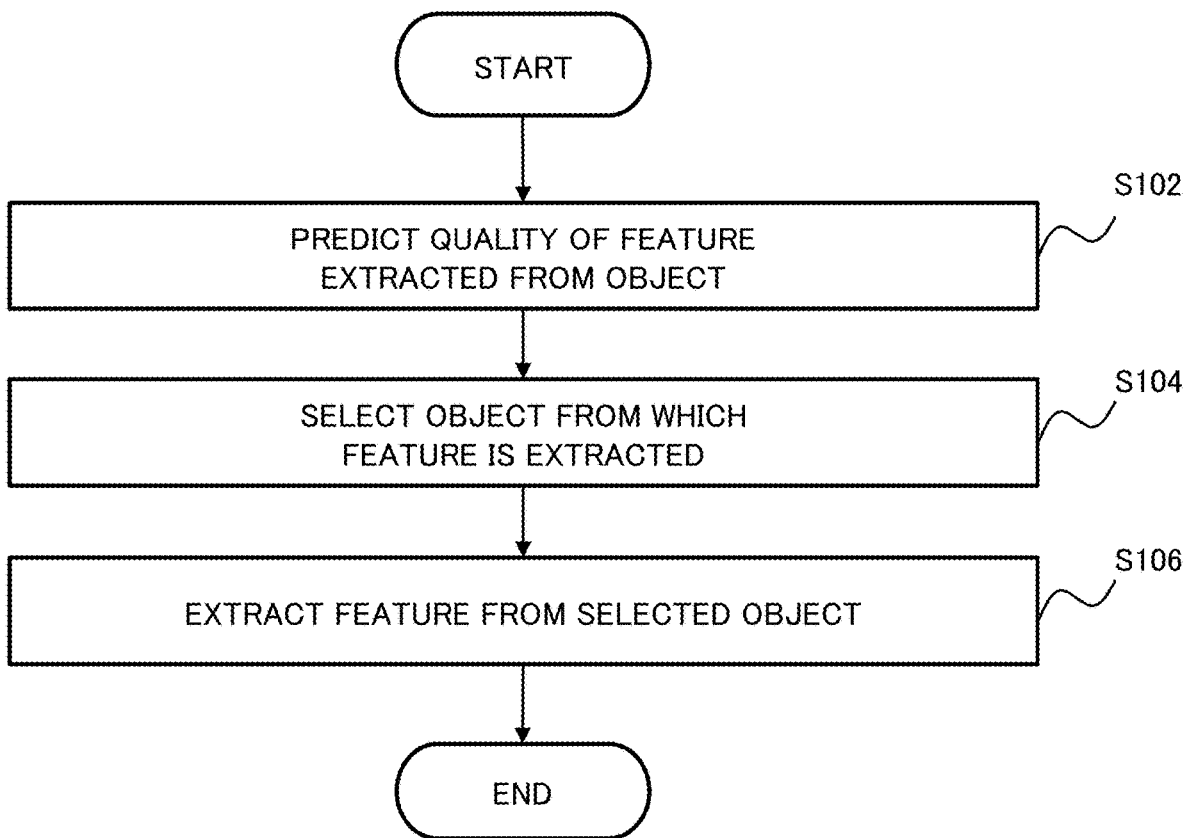 START
S102
PREDICT QUALITY OF FEATURE
EXTRACTED FROM OBJECT
S104
SELECT OBJECT FROM WHICH
FEATURE IS EXTRACTED
S106
EXTRACT FEATURE FROM SELECTED OBJECT
END